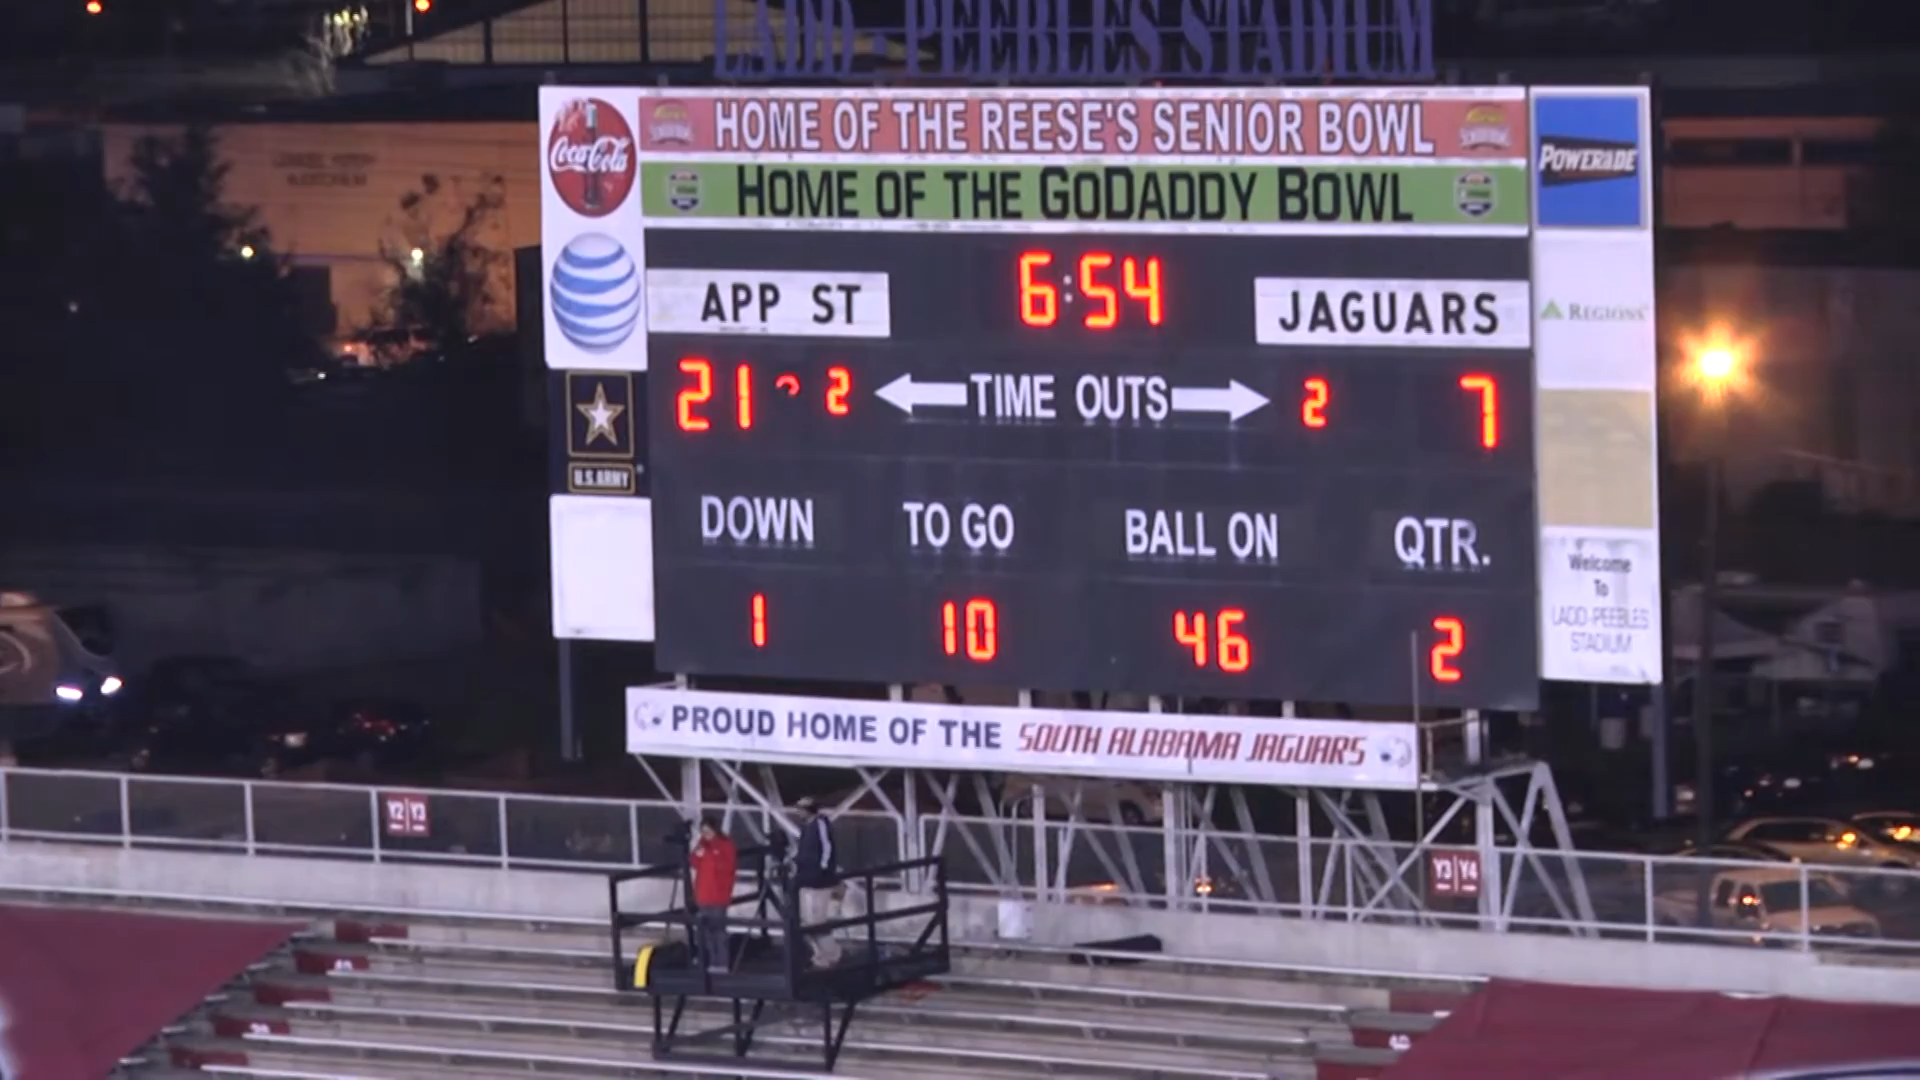 LADD-PEEBLES STADIUM
HOME OF THE REESE'S SENIOR BOWL
HOME OF THE GODADDY BOWL
Coca-Cola
POWERADE
6:54
APP ST
JAGUARS
REGIONS
21 2 TIME OUTS 2 7
U.S.ARMY
DOWN TO GO BALL ON QTR.
1 10 46 2
Welcome
To
LADD-PEEBLES
STADIUM
PROUD HOME OF THE SOUTH ALABAMA JAGUARS
Y2 Y3
Y3 Y4